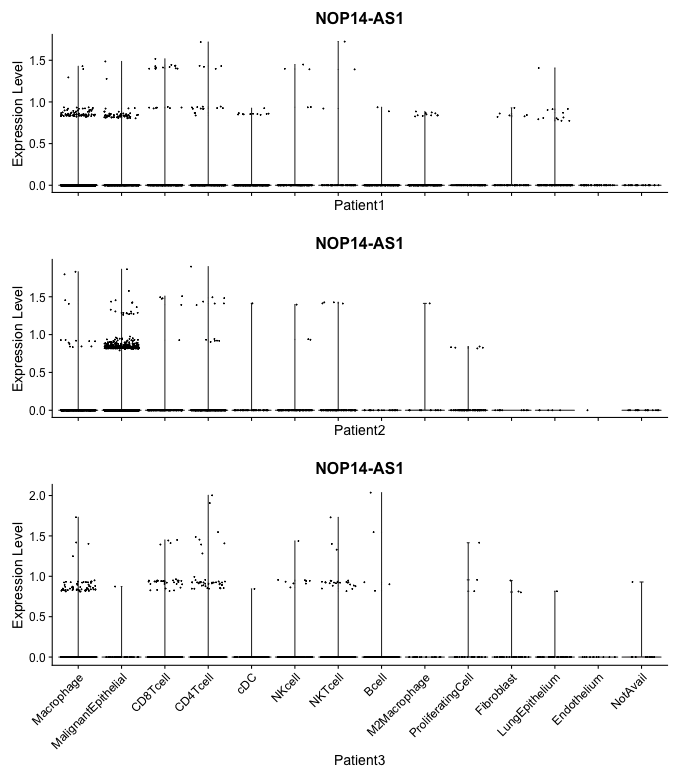 NOP14-AS1
Expression Level
1.5
1.0
0.5
0.0
Patient1
NOP14-AS1
Expression Level
1.5
1.0
0.5
0.0
Patient2
NOP14-AS1
Expression Level
2.0
1.5
1.0
0.5
0.0
Macrophage
MalignantEpithelial
CD8Tcell
CD4Tcell
cDC
NKcell
NKTcell
Bcell
M2Macrophage
ProliferatingCell
Fibroblast
LungEpithelium
Endothelium
NotAvail
Patient3